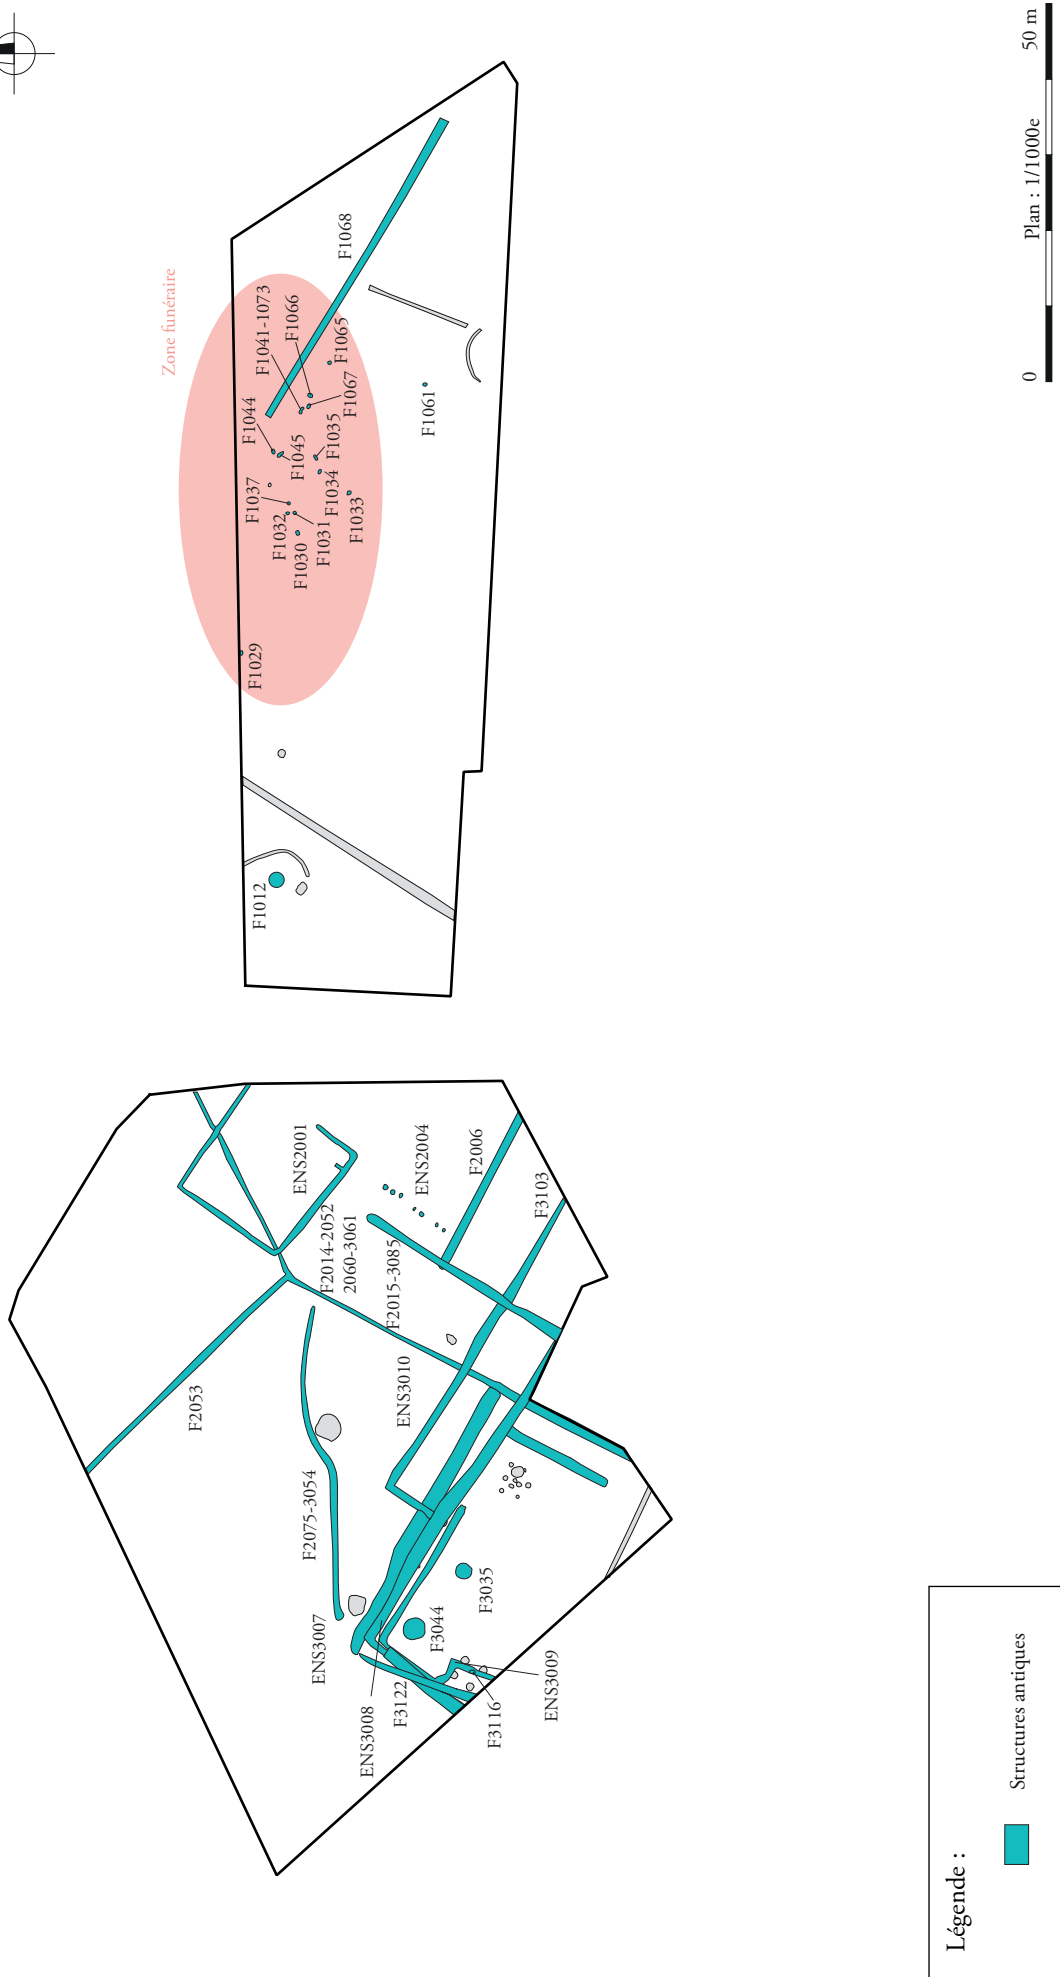 Zone funéraire
F1068
F1041-1073
F1066
F1065
F1067
F1044
F1045
F1035
F1061
F1037
F1034
F1033
F1032
F1031
F1030
F1029
F1012
ENS2001
ENS2004
F2006
F3103
F2014-2052
2060-3061
F2015-3085
F2053
ENS3010
F2075-3054
ENS3007
F3035
F3044
ENS3008
F3122
F3116
ENS3009
0
Plan : 1/1000e
50 m
Légende :
Structures antiques